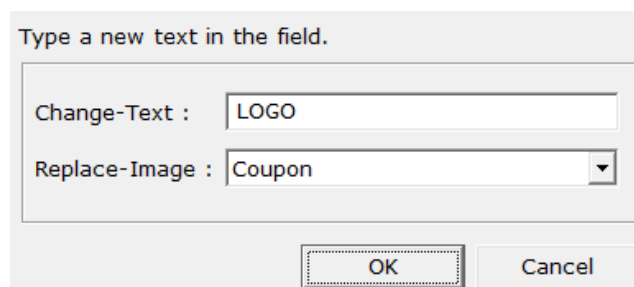 Type a new text in the field.
Change-Text : LOGO
Replace-Image : Coupon
OK Cancel